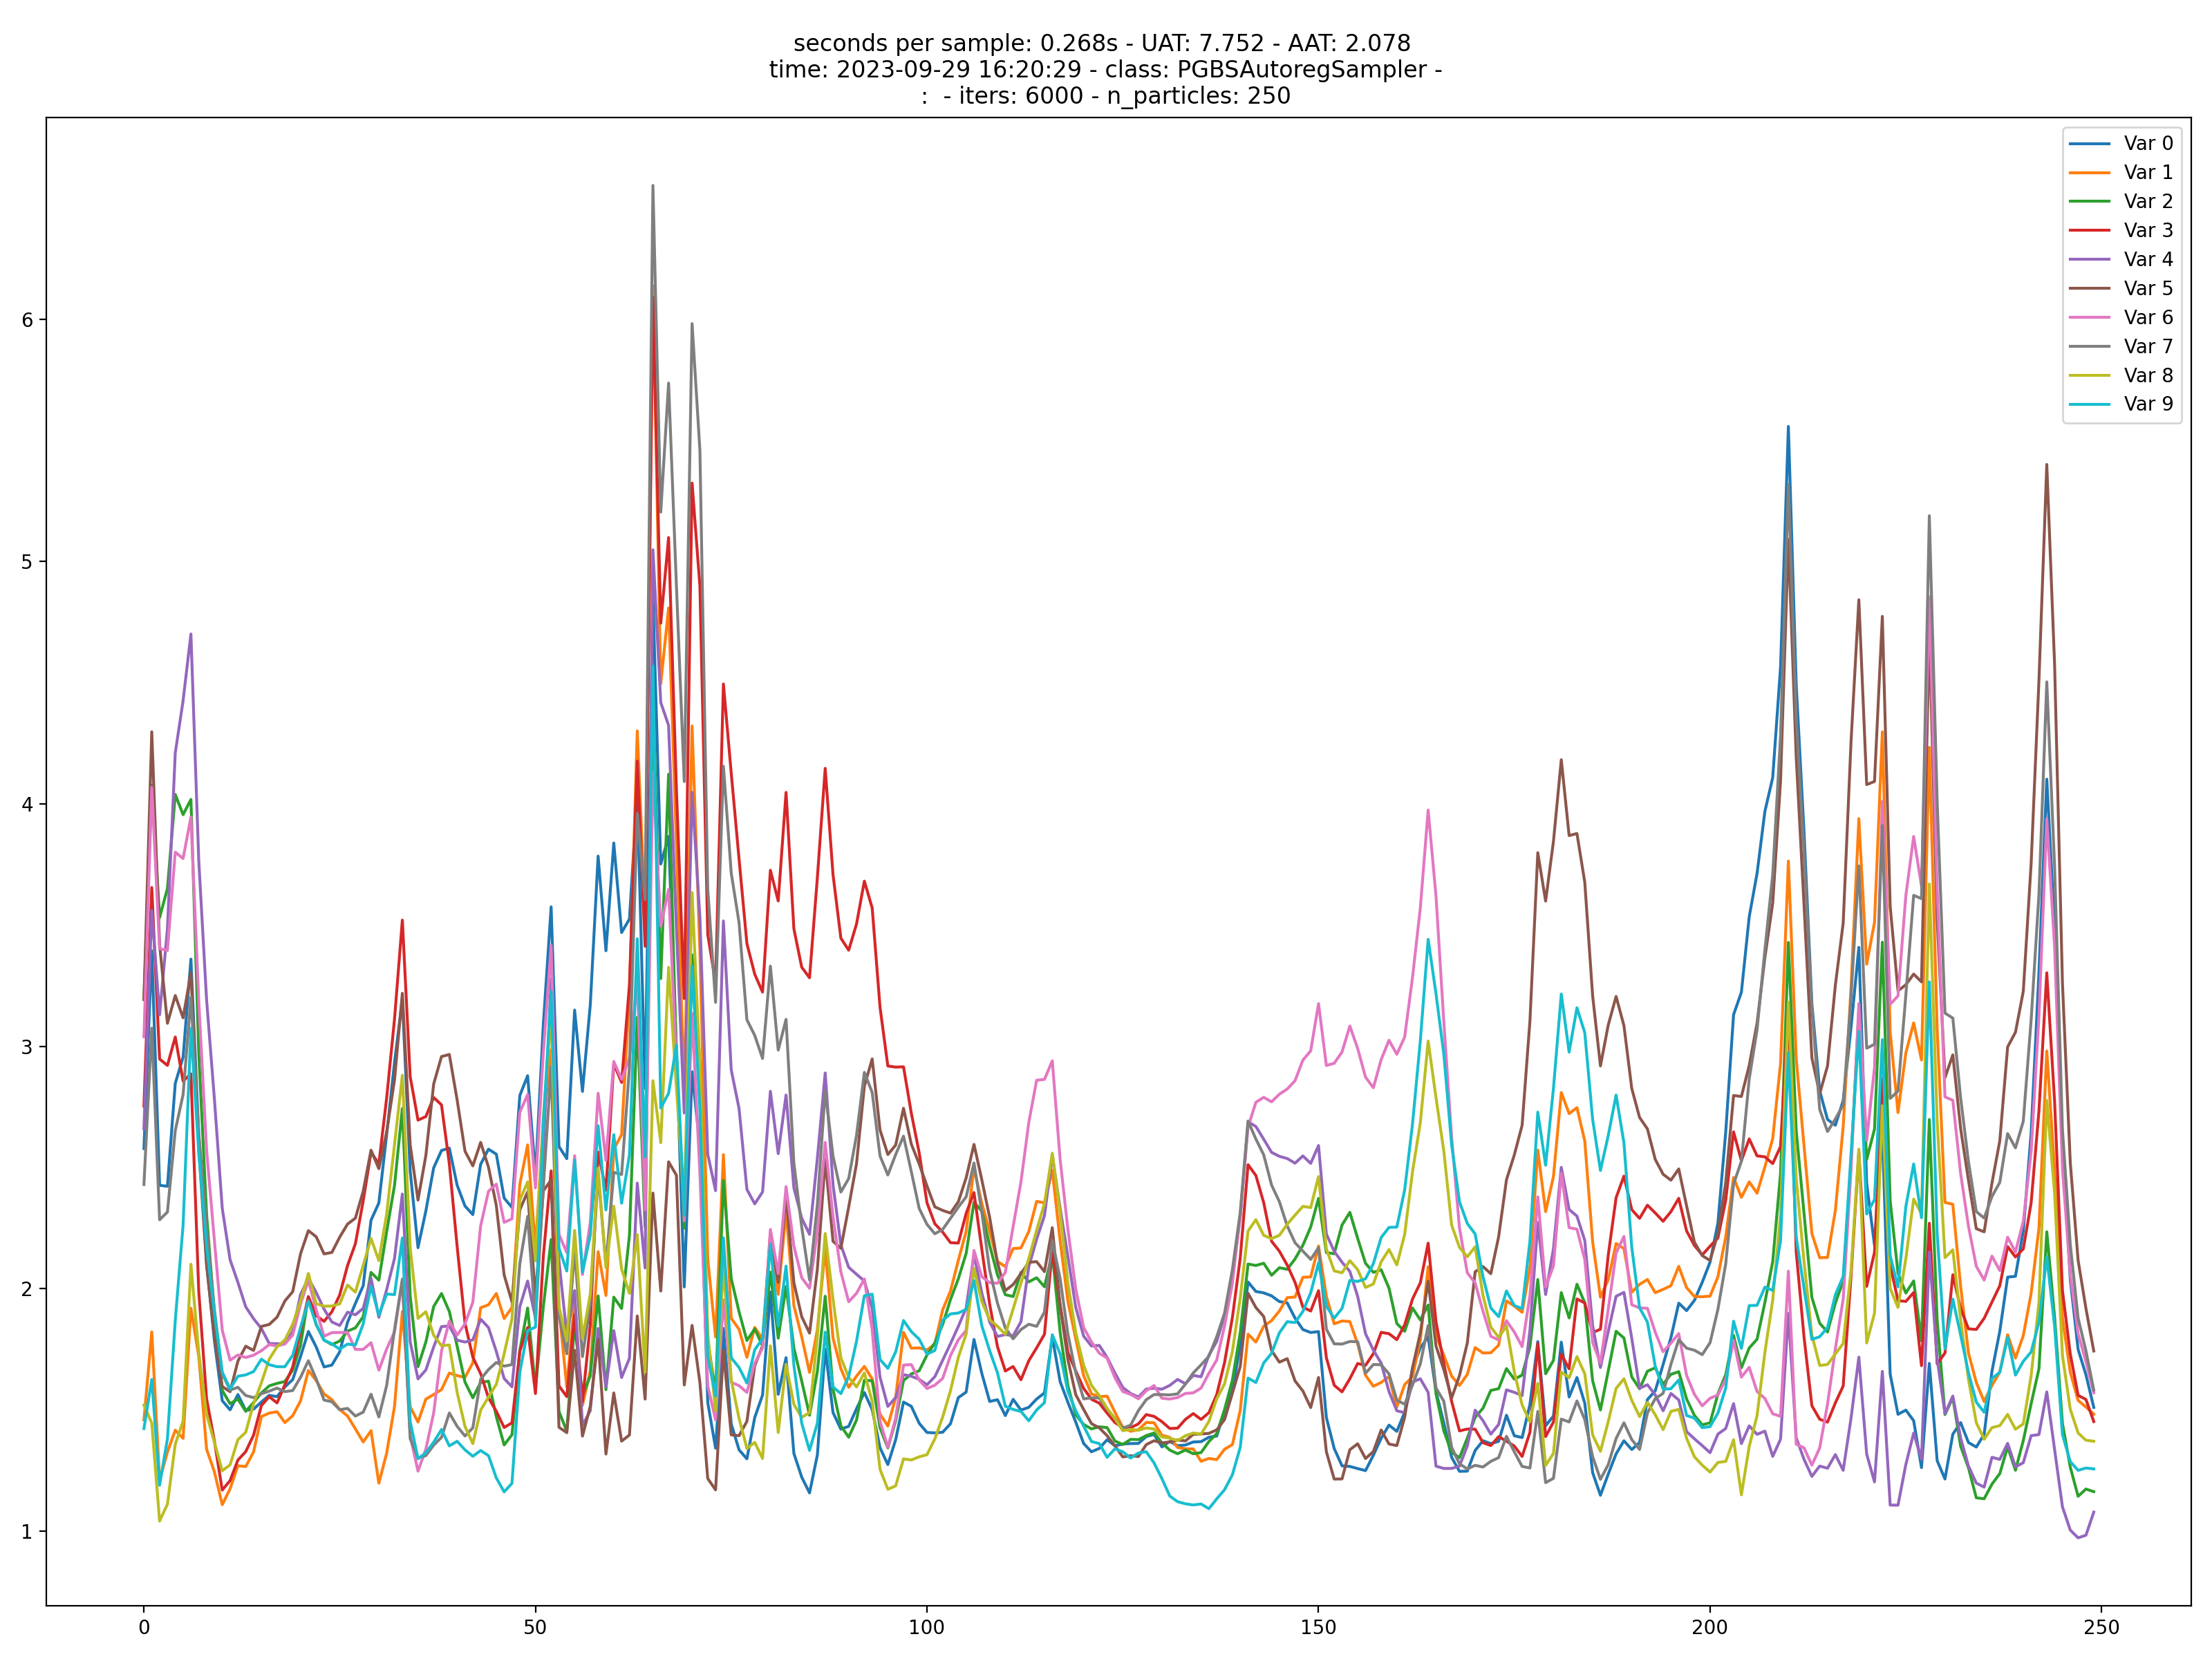 seconds per sample: 0.268s - UAT: 7.752 - AAT: 2.078
time: 2023-09-29 16:20:29 - class: PGBSAutoregSampler -
:  - iters: 6000 - n_particles: 250
Var 0
Var 1
Var 2
Var 3
Var 4
Var 5
Var 6
Var 7
Var 8
Var 9
6
5
4
3
2
1
0 50 100 150 200 250